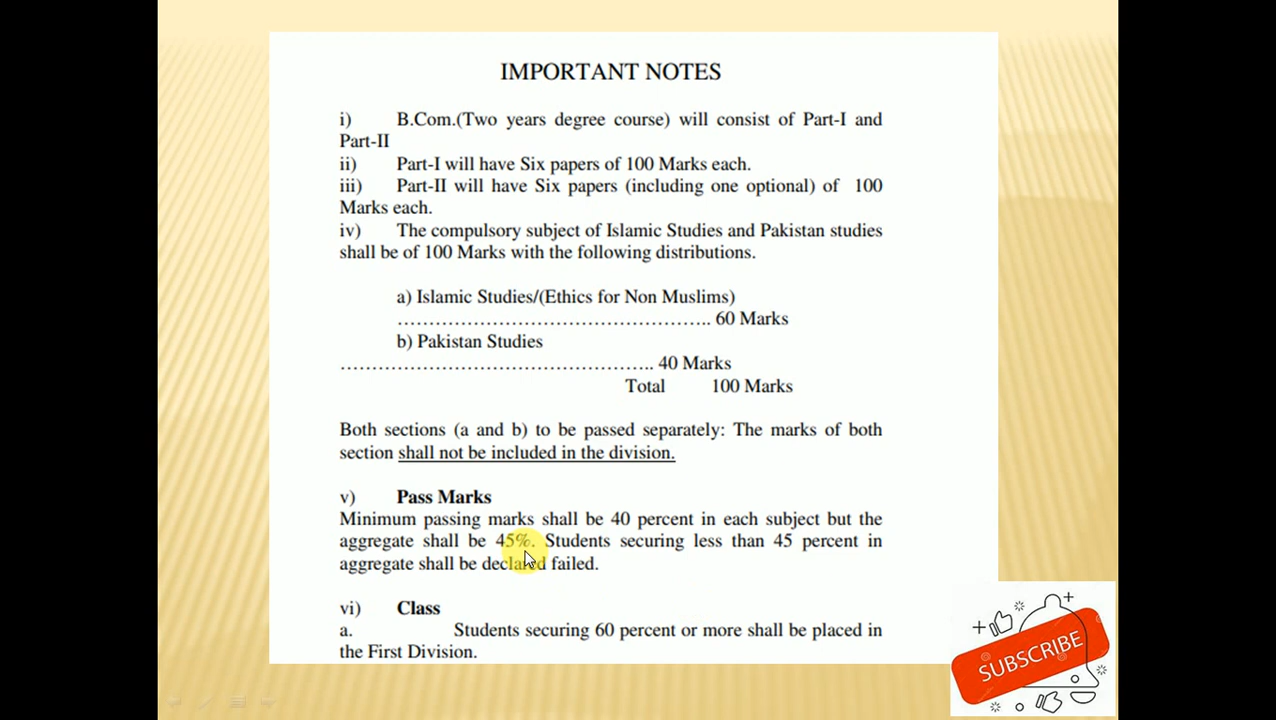 IMPORTANT NOTES
i) B.Com.(Two years degree course) will consist of Part-I and
Part-II
ii) Part-I will have Six papers of 100 Marks each.
iii) Part-II will have Six papers (including one optional) of 100
Marks each.
iv) The compulsory subject of Islamic Studies and Pakistan studies
shall be of 100 Marks with the following distributions.
a) Islamic Studies/(Ethics for Non Muslims)
………………………………………….. 60 Marks
b) Pakistan Studies
………………………………………….. 40 Marks
Total 100 Marks
Both sections (a and b) to be passed separately: The marks of both
section shall not be included in the division.
v) Pass Marks
Minimum passing marks shall be 40 percent in each subject but the
aggregate shall be 45%. Students securing less than 45 percent in
aggregate shall be declared failed.
vi) Class
a. Students securing 60 percent or more shall be placed in
the First Division.
SUBSCRIBE